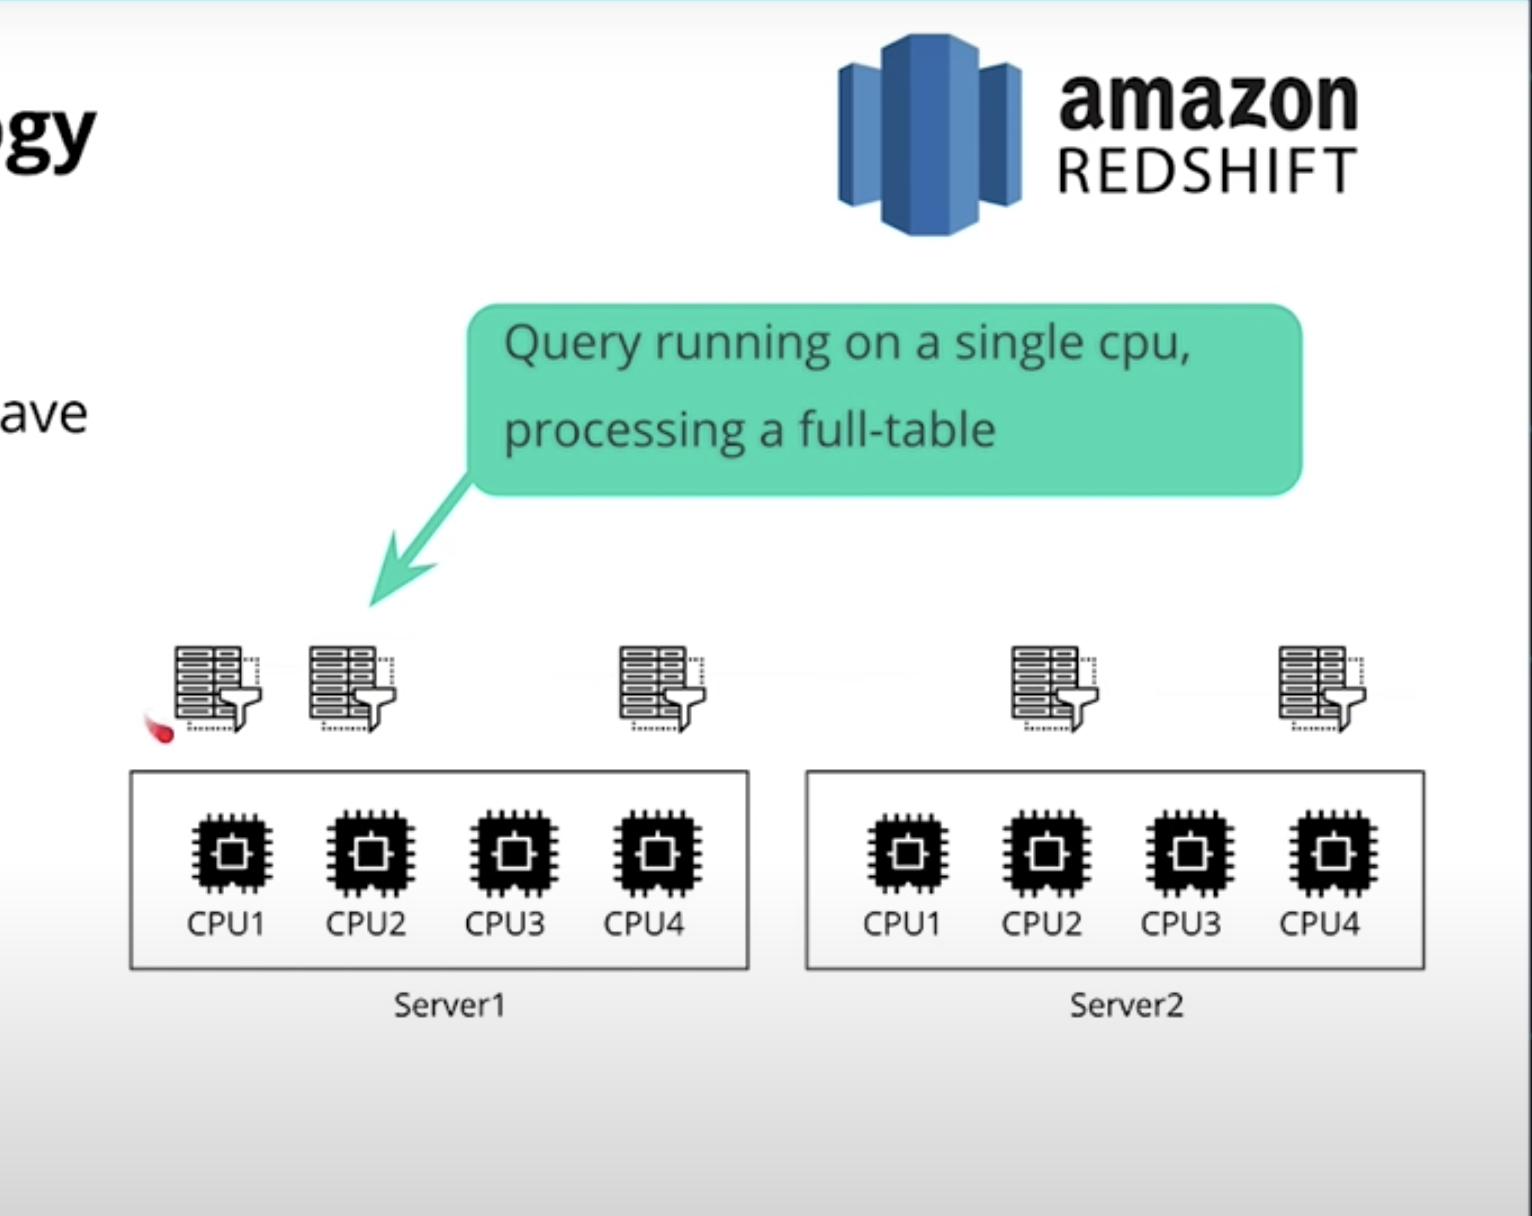 ogy
amazon
REDSHIFT
Query running on a single cpu,
processing a full-table
ave
CPU1 CPU2 CPU3 CPU4
Server1
CPU1 CPU2 CPU3 CPU4
Server2